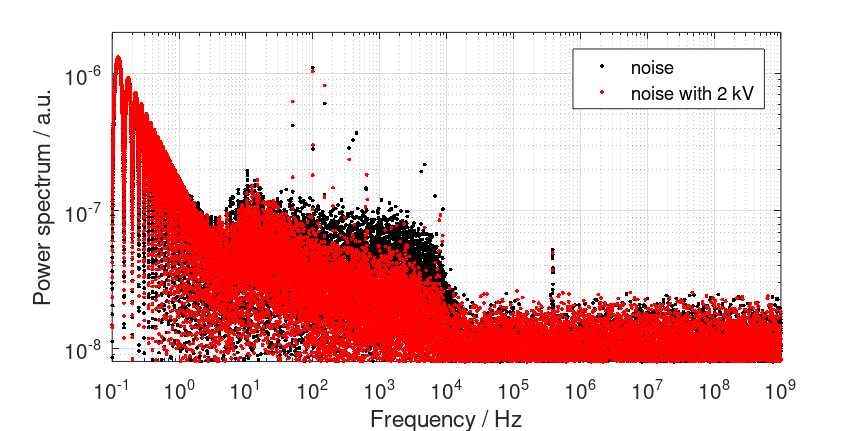 noise
noise with 2 kV
Power spectrum / a.u.
10^-6
10^-7
10^-8
10^-1 10^0 10^1 10^2 10^3 10^4 10^5 10^6 10^7 10^8 10^9
Frequency / Hz